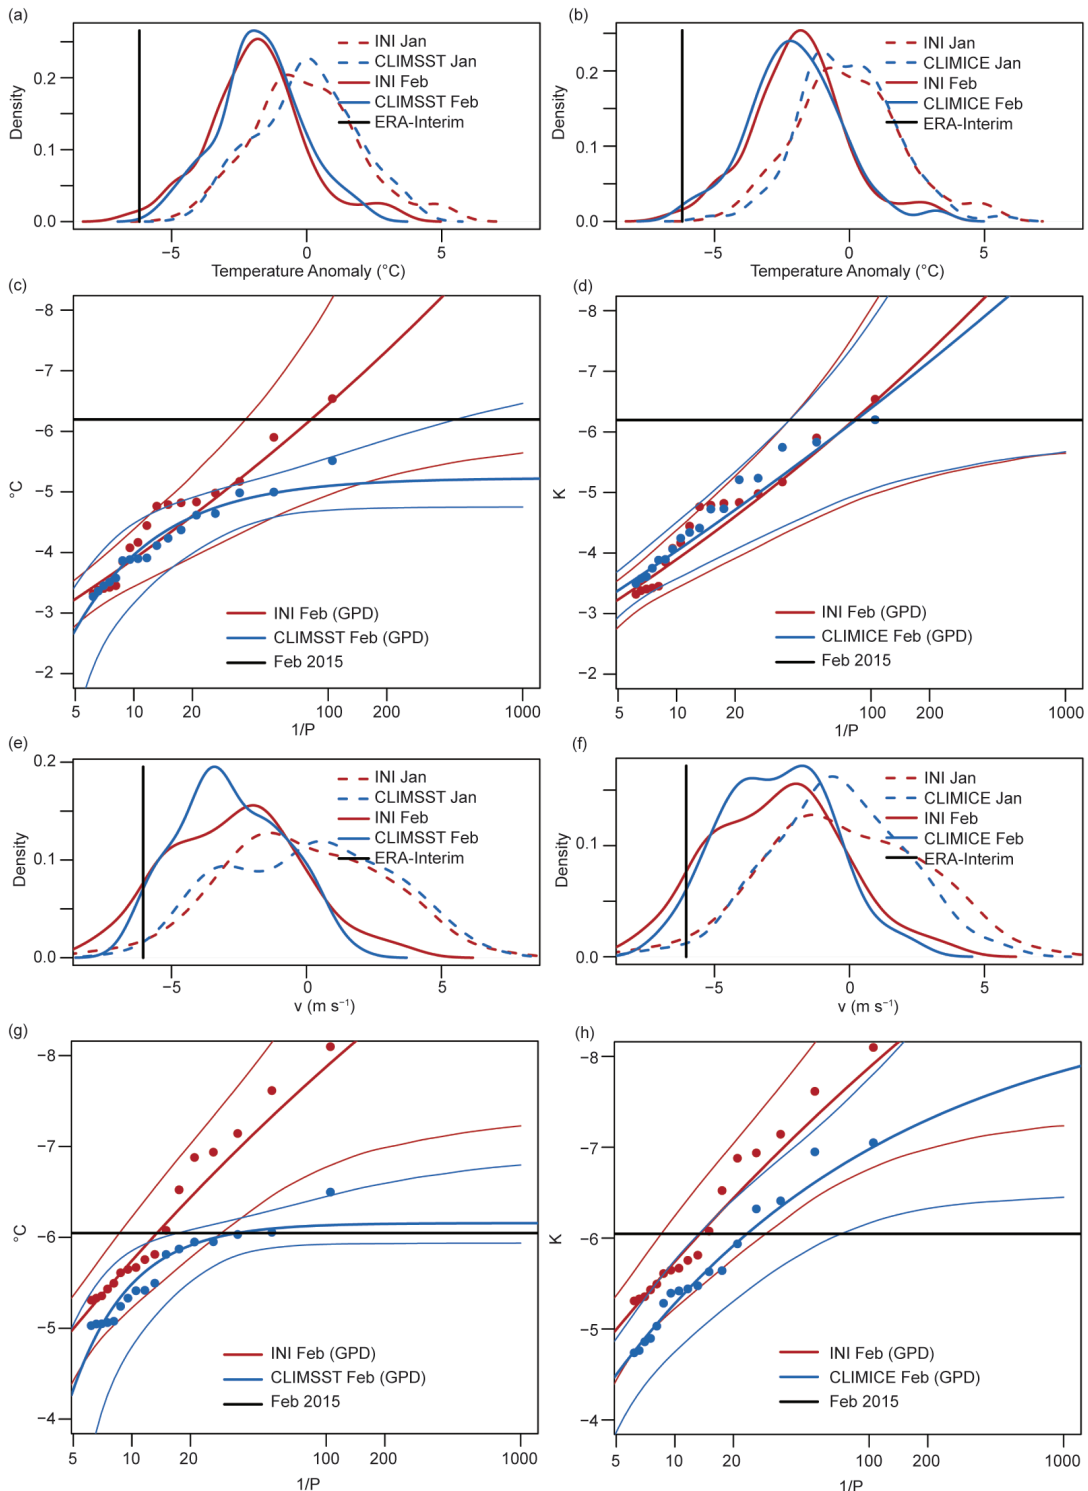 (a)
INI Jan
CLIMSST Jan
INI Feb
CLIMSST Feb
ERA-Interim
Density
0.2
0.1
0.0
−5
0
5
Temperature Anomaly (°C)
(b)
INI Jan
CLIMICE Jan
INI Feb
CLIMICE Feb
ERA-Interim
Density
0.2
0.1
0.0
−5
0
5
Temperature Anomaly (°C)
(c)
−8
−7
−6
−5
−4
−3
−2
°C
INI Feb (GPD)
CLIMSST Feb (GPD)
Feb 2015
5
10
20
100
200
1000
1/P
(d)
−8
−7
−6
−5
−4
−3
−2
K
INI Feb (GPD)
CLIMICE Feb (GPD)
Feb 2015
5
10
20
100
200
1000
1/P
(e)
0.2
0.1
0.0
Density
INI Jan
CLIMSST Jan
INI Feb
CLIMSST Feb
ERA-Interim
−5
0
5
v (m s⁻¹)
(f)
0.1
0.0
Density
INI Jan
CLIMICE Jan
INI Feb
CLIMICE Feb
ERA-Interim
−5
0
5
v (m s⁻¹)
(g)
−8
−7
−6
−5
−4
°C
INI Feb (GPD)
CLIMSST Feb (GPD)
Feb 2015
5
10
20
100
200
1000
1/P
(h)
−8
−7
−6
−5
−4
K
INI Feb (GPD)
CLIMICE Feb (GPD)
Feb 2015
5
10
20
100
200
1000
1/P